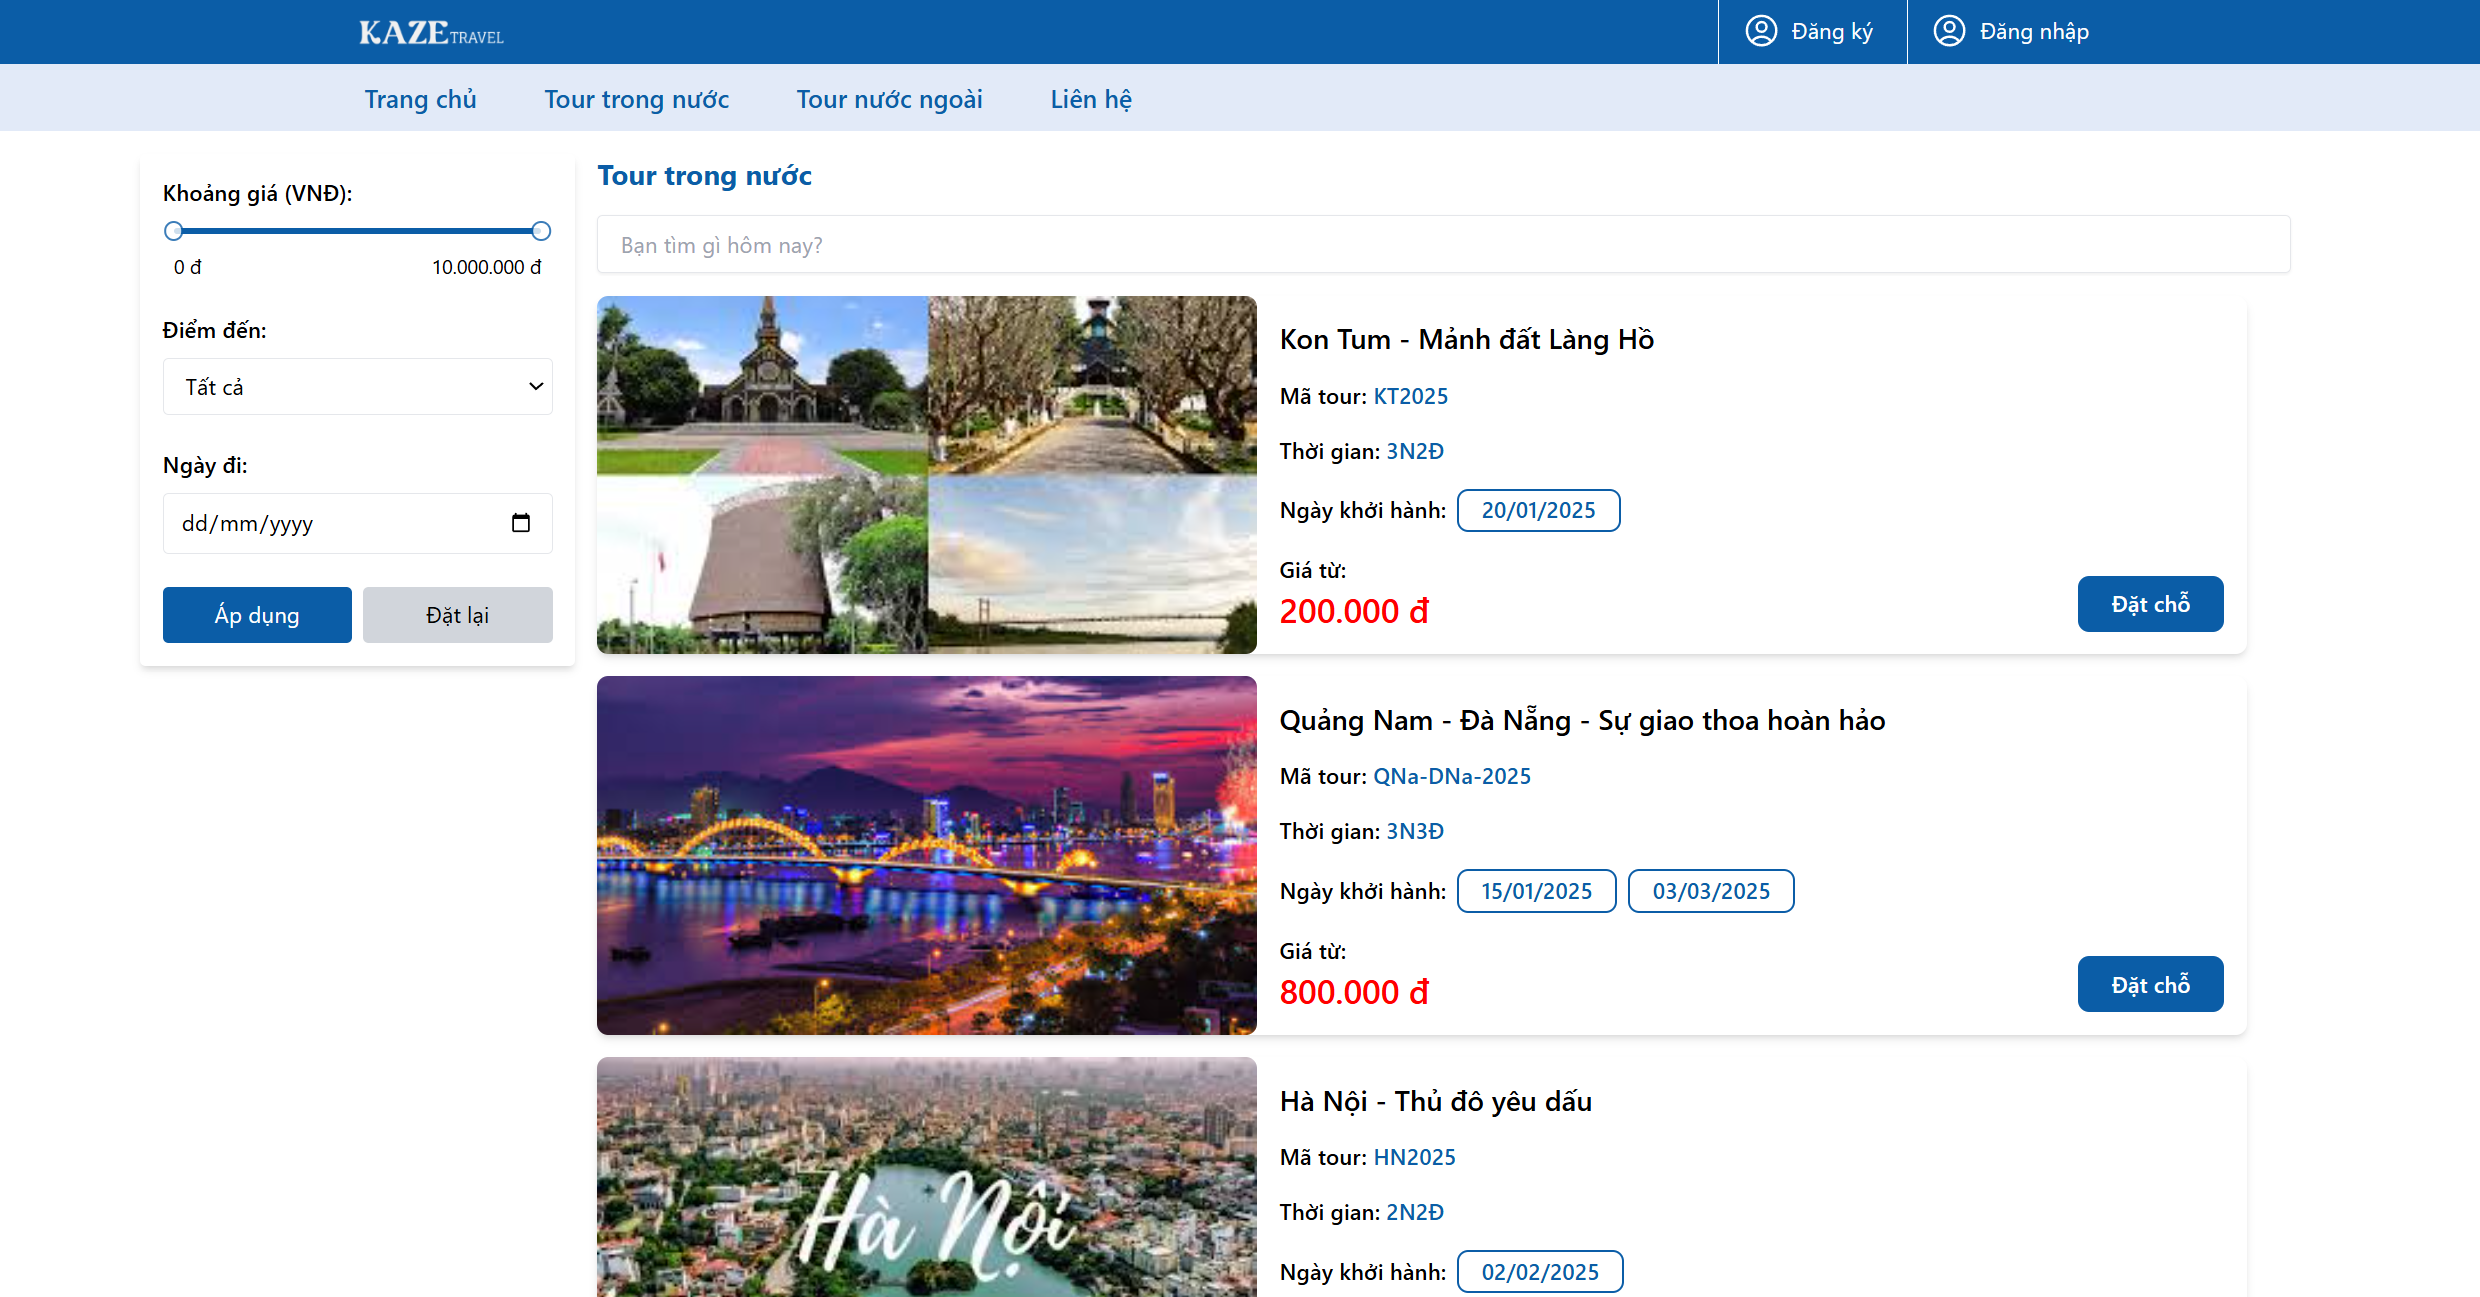 KAZE TRAVEL
Đăng ký
Đăng nhập
Trang chủ
Tour trong nước
Tour nước ngoài
Liên hệ
Khoảng giá (VNĐ):
0 đ
10.000.000 đ
Điểm đến:
Tất cả
Ngày đi:
dd/mm/yyyy
Áp dụng
Đặt lại
Tour trong nước
Bạn tìm gì hôm nay?
Kon Tum - Mảnh đất Làng Hồ
Mã tour: KT2025
Thời gian: 3N2Đ
Ngày khởi hành: 20/01/2025
Giá từ:
200.000 đ
Đặt chỗ
Quảng Nam - Đà Nẵng - Sự giao thoa hoàn hảo
Mã tour: QNa-DNa-2025
Thời gian: 3N3Đ
Ngày khởi hành: 15/01/2025 03/03/2025
Giá từ:
800.000 đ
Đặt chỗ
Hà Nội
Hà Nội - Thủ đô yêu dấu
Mã tour: HN2025
Thời gian: 2N2Đ
Ngày khởi hành: 02/02/2025